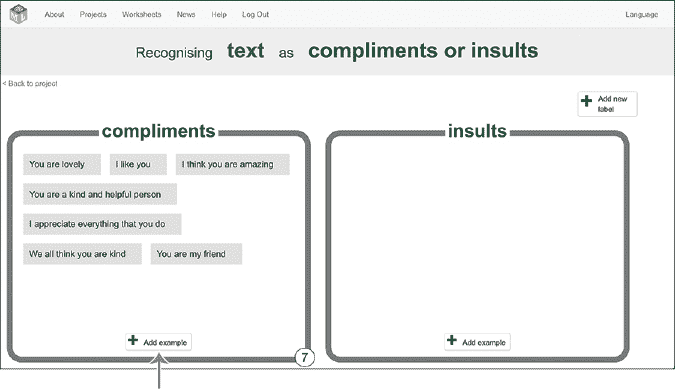 About Projects Worksheets News Help Log Out Language
Recognising text as compliments or insults
< Back to project
Add new
label
compliments
You are lovely I like you I think you are amazing
You are a kind and helpful person
I appreciate everything that you do
We all think you are kind You are my friend
Add example
7
insults
Add example